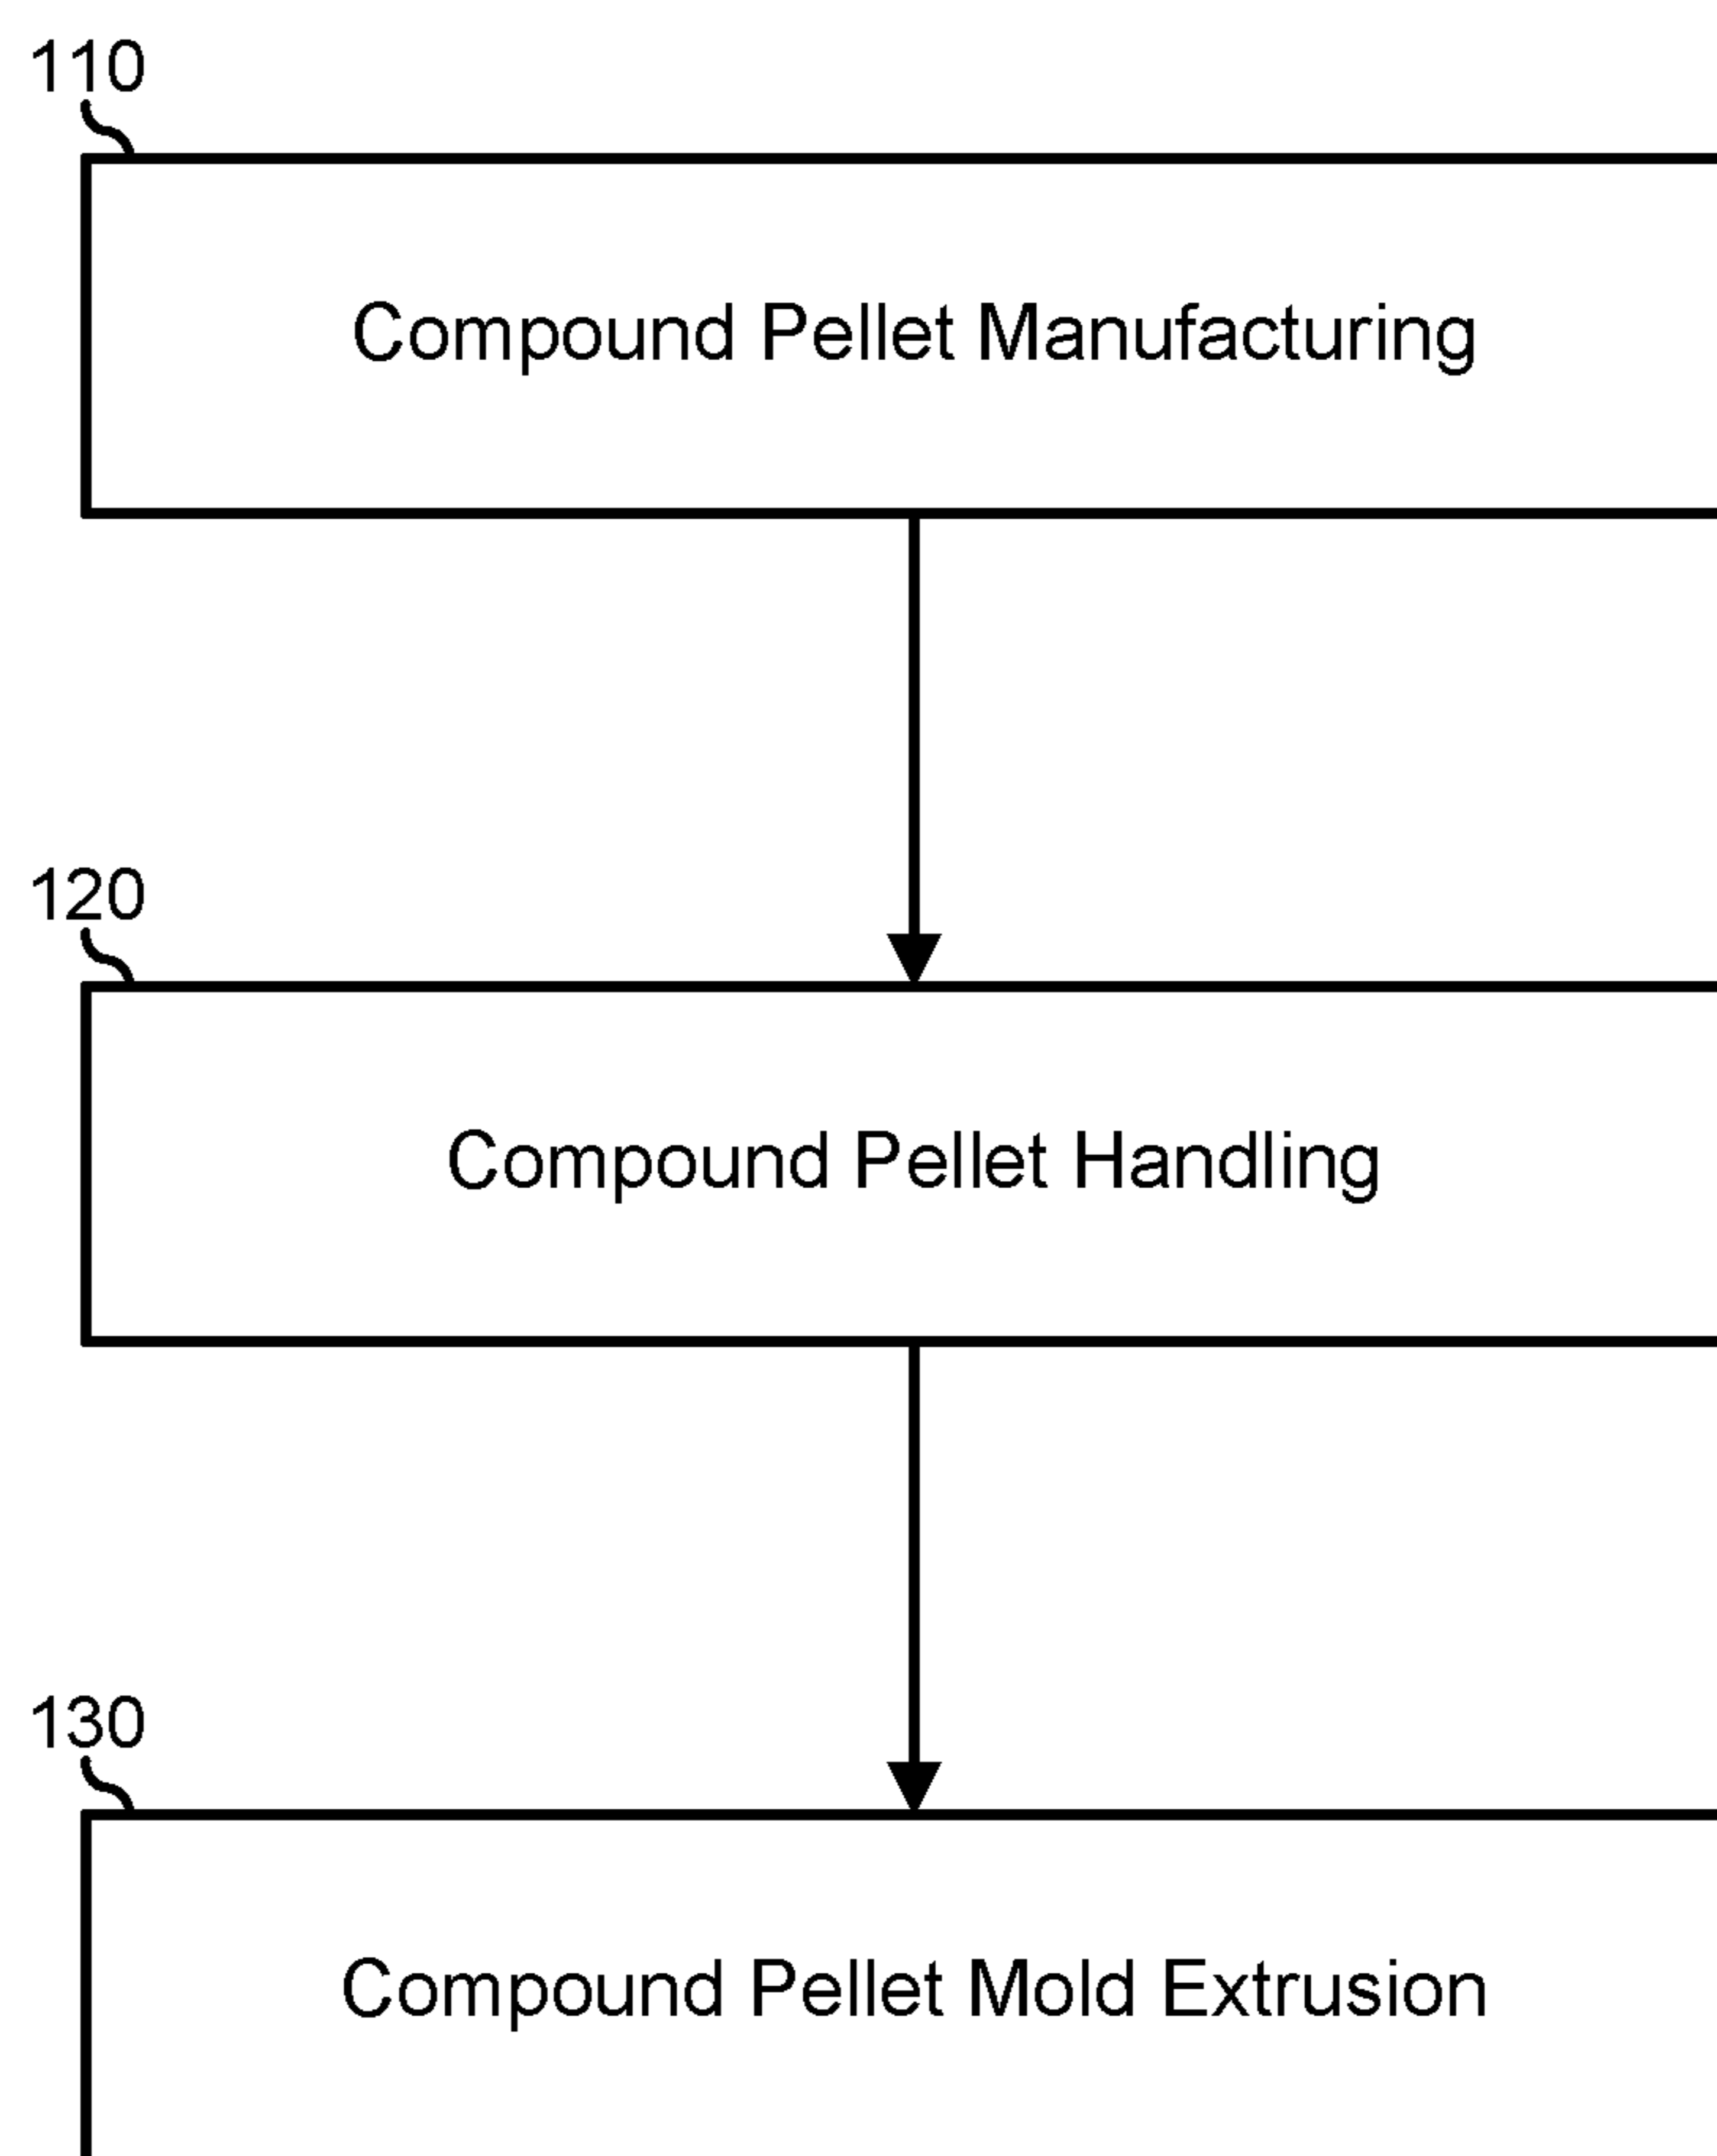 110
Compound Pellet Manufacturing
120
Compound Pellet Handling
130
Compound Pellet Mold Extrusion